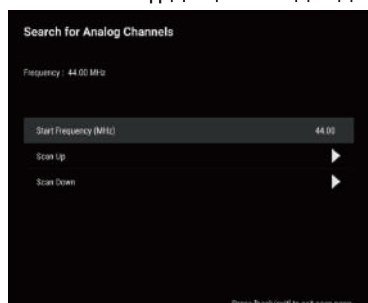 Search for Analog Channels
Frequency : 44.00 MHz
Start Frequency (MHz) 44.00
Scan Up
Scan Down